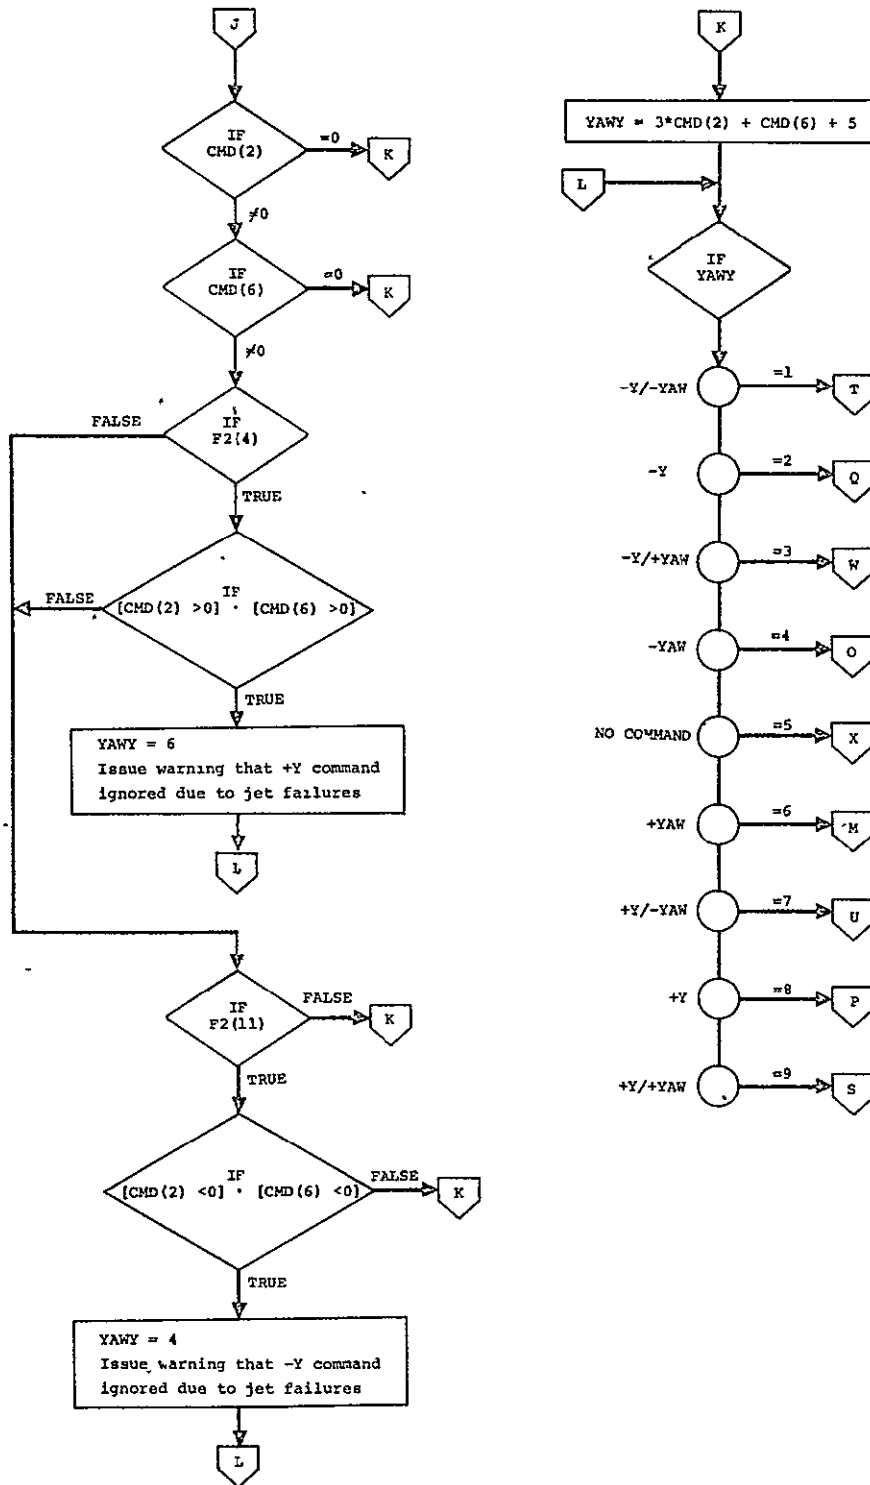 J
IF
CMD(2)
=0
K
≠0
IF
CMD(6)
=0
K
≠0
IF
F2(4)
FALSE
TRUE
IF
[CMD(2) >0] · [CMD(6) >0]
FALSE
TRUE
YAWY = 6
Issue warning that +Y command
ignored due to jet failures
L
IF
F2(11)
FALSE
K
TRUE
IF
[CMD(2) <0] · [CMD(6) <0]
FALSE
K
TRUE
YAWY = 4
Issue warning that -Y command
ignored due to jet failures
L
K
YAWY = 3*CMD(2) + CMD(6) + 5
L
IF
YAWY
-Y/-YAW =1 T
-Y =2 Q
-Y/+YAW =3 W
-YAW =4 O
NO COMMAND =5 X
+YAW =6 M
+Y/-YAW =7 U
+Y =8 P
+Y/+YAW =9 S